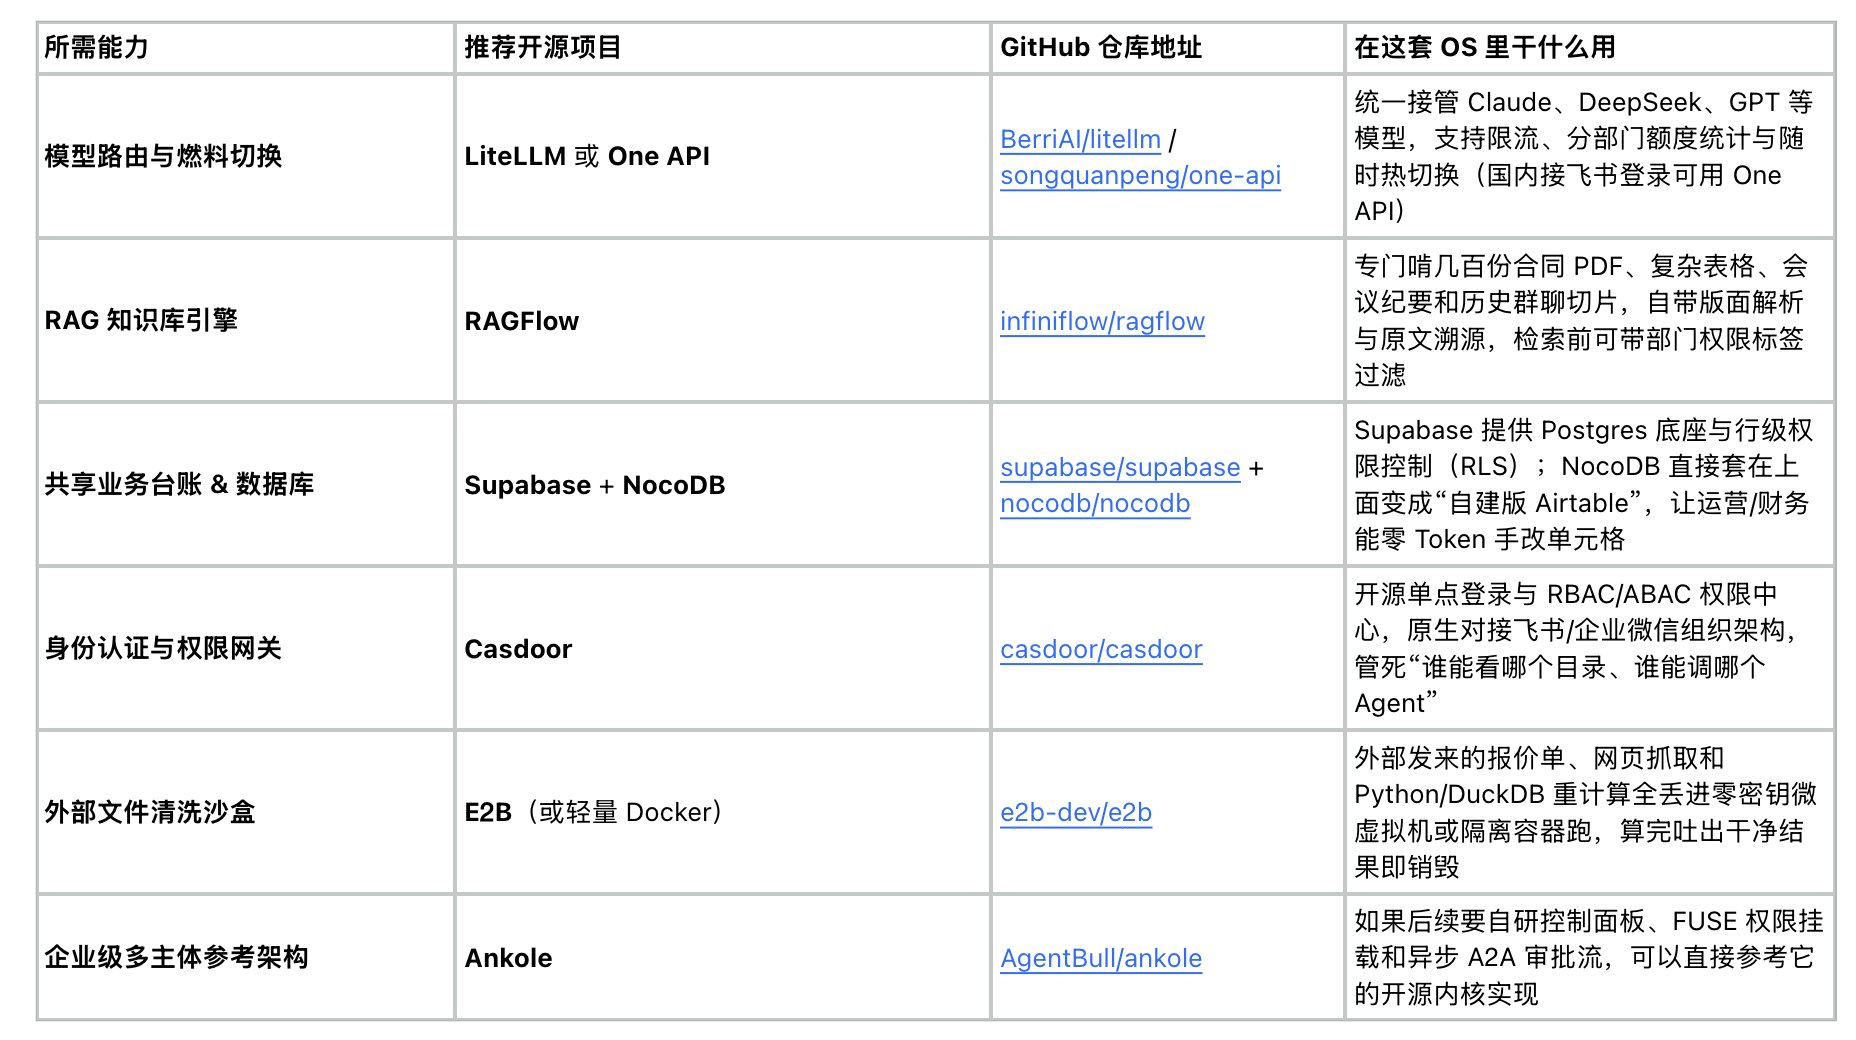 所需能力
推荐开源项目
GitHub 仓库地址
在这套 OS 里干什么用
模型路由与燃料切换
LiteLLM 或 One API
BerriAI/litellm /
songquanpeng/one-api
统一接管 Claude、DeepSeek、GPT 等
模型，支持限流、分部门额度统计与随
时热切换（国内接飞书登录可用 One
API）
RAG 知识库引擎
RAGFlow
infiniflow/ragflow
专门啃几百份合同 PDF、复杂表格、会
议纪要和历史群聊切片，自带版面解析
与原文溯源，检索前可带部门权限标签
过滤
共享业务台账 & 数据库
Supabase + NocoDB
supabase/supabase +
nocodb/nocodb
Supabase 提供 Postgres 底座与行级权
限控制（RLS）；NocoDB 直接套在上
面变成“自建版 Airtable”，让运营/财务
能零 Token 手改单元格
身份认证与权限网关
Casdoor
casdoor/casdoor
开源单点登录与 RBAC/ABAC 权限中
心，原生对接飞书/企业微信组织架构，
管死“谁能看哪个目录、谁能调哪个
Agent”
外部文件清洗沙盒
E2B（或轻量 Docker）
e2b-dev/e2b
外部发来的报价单、网页抓取和
Python/DuckDB 重计算全丢进零密钥微
虚拟机或隔离容器跑，算完吐出干净结
果即销毁
企业级多主体参考架构
Ankole
AgentBull/ankole
如果后续要自研控制面板、FUSE 权限挂
载和异步 A2A 审批流，可以直接参考它
的开源内核实现